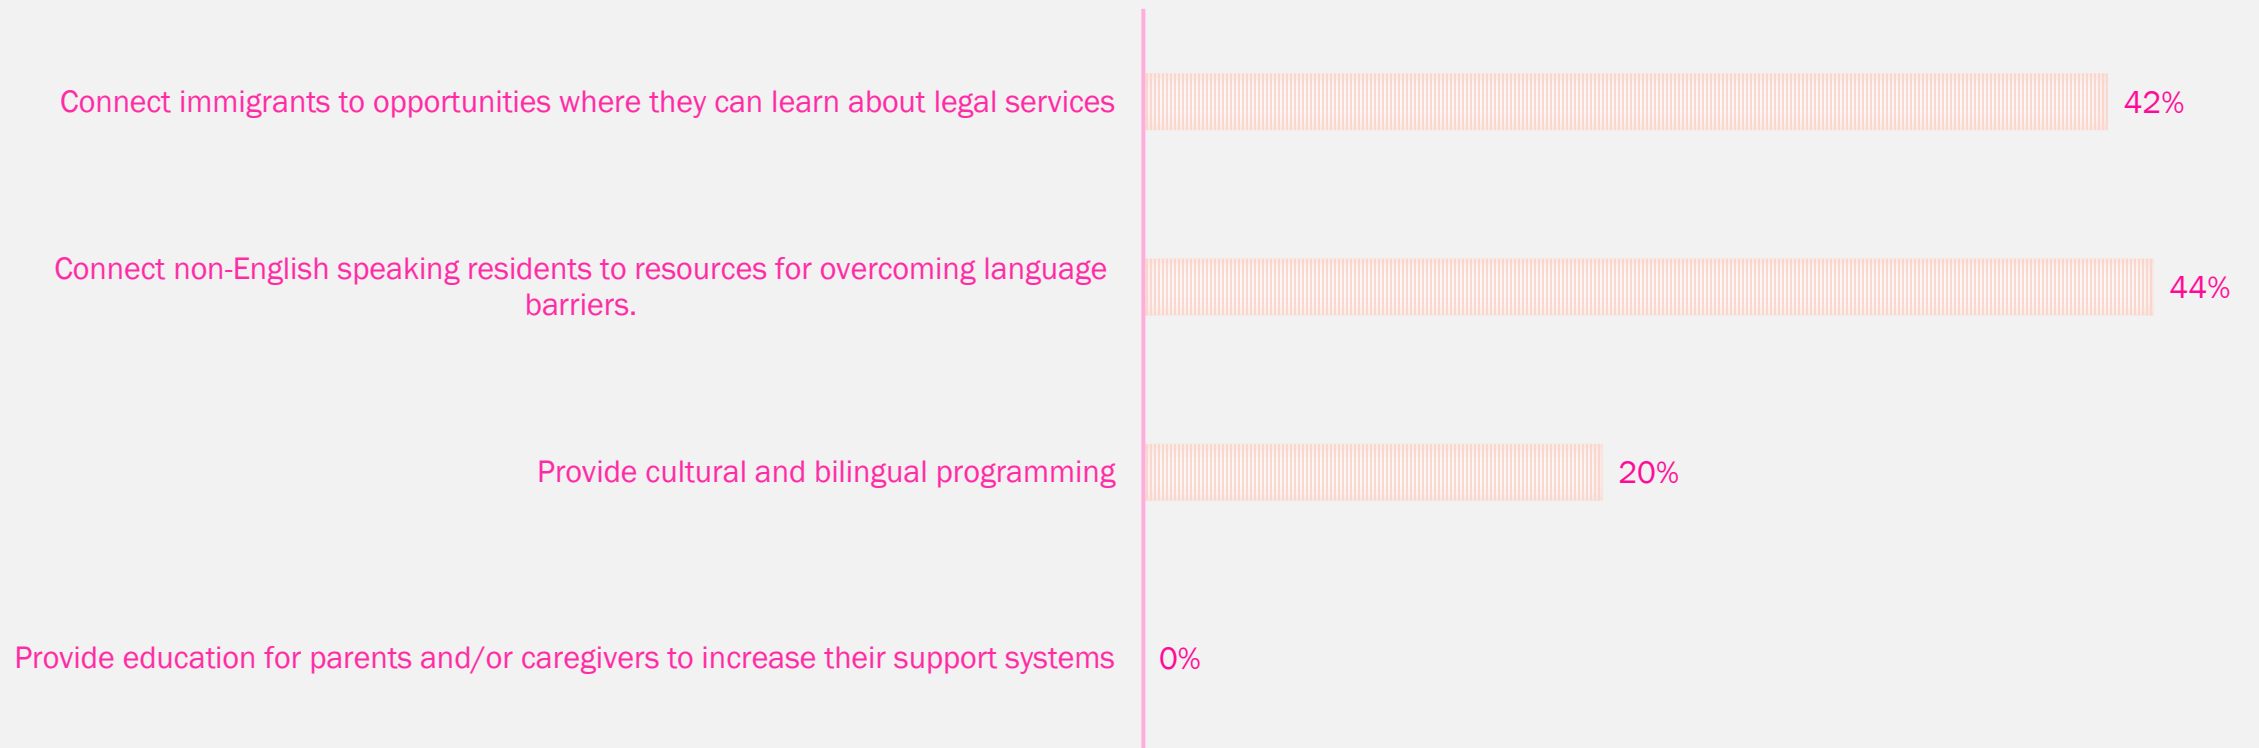 Connect immigrants to opportunities where they can learn about legal services
42%
Connect non-English speaking residents to resources for overcoming language
barriers.
44%
Provide cultural and bilingual programming
20%
Provide education for parents and/or caregivers to increase their support systems
0%